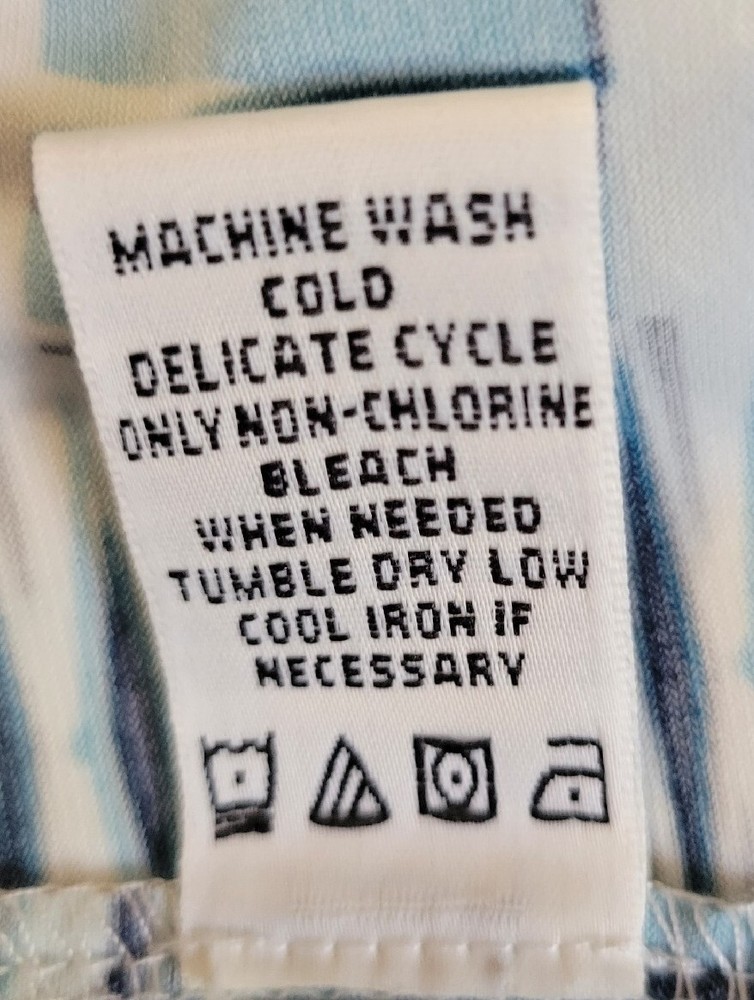 MACHINE WASH
COLD
DELICATE CYCLE
ONLY NON-CHLORINE
BLEACH
WHEN NEEDED
TUMBLE DRY LOW
COOL IRON IF
NECESSARY